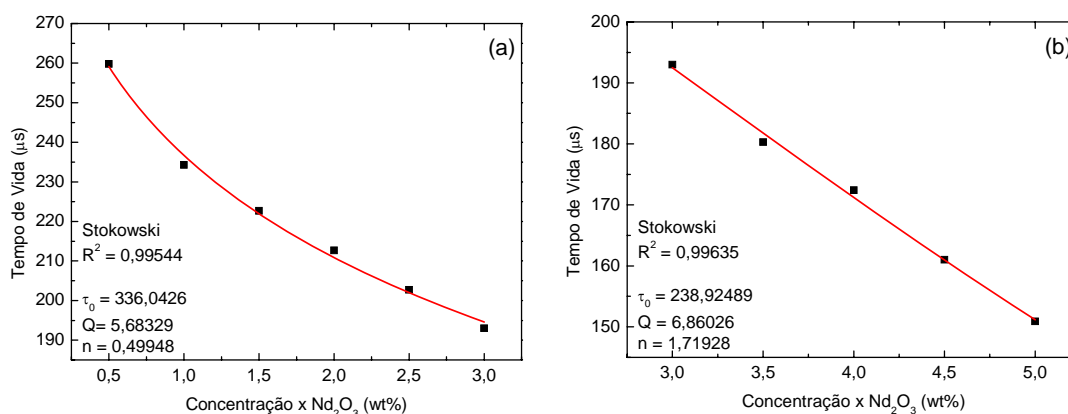 (a)
270
260
250
240
230
220
210
200
190
Tempo de Vida (μs)
Stokowski
R² = 0,99544
τ₀ = 336,0426
Q= 5,68329
n = 0,49948
0,5 1,0 1,5 2,0 2,5 3,0
Concentração x Nd₂O₃ (wt%)
(b)
200
190
180
170
160
150
Tempo de Vida (μs)
Stokowski
R² = 0,99635
τ₀ = 238,92489
Q = 6,86026
n = 1,71928
3,0 3,5 4,0 4,5 5,0
Concentração x Nd₂O₃ (wt%)